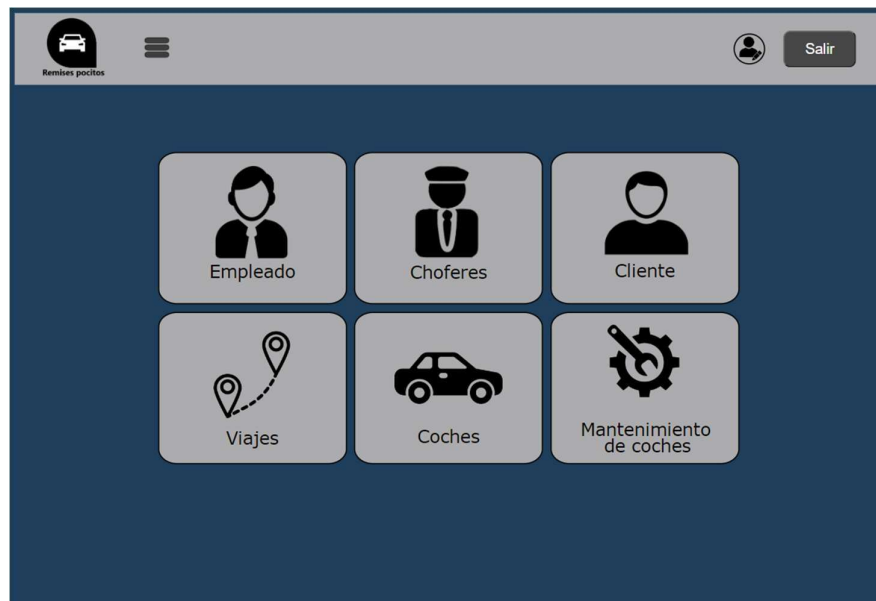 Remises pocitos
Salir
Empleado
Choferes
Cliente
Viajes
Coches
Mantenimiento
de coches